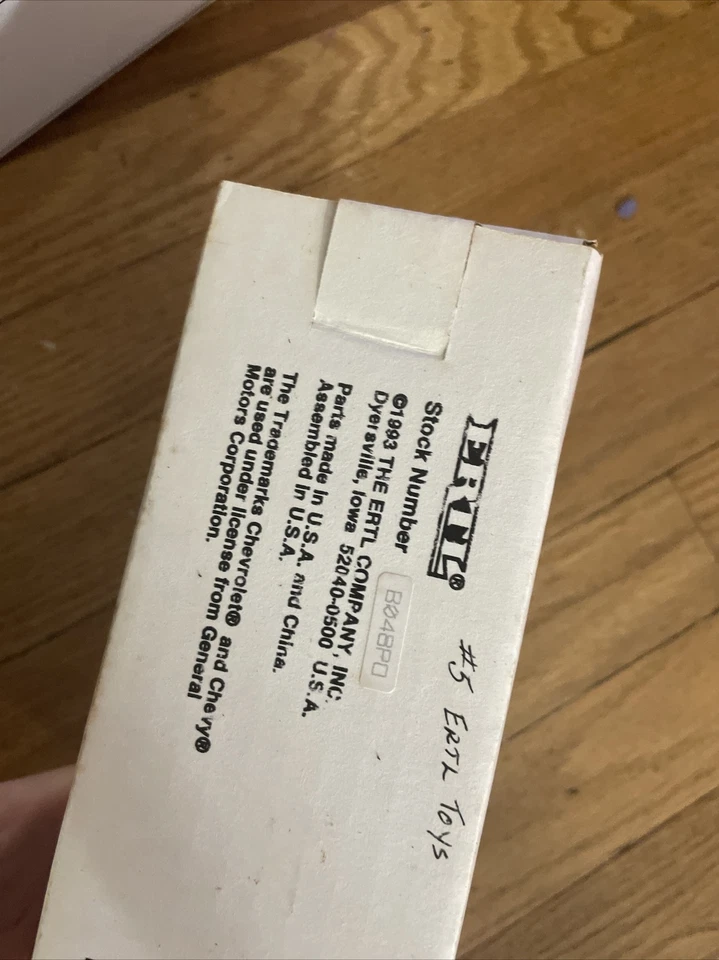 ERTL®
#5 ERTL Toys
Stock Number B048PO
©1993 THE ERTL COMPANY, INC.
Dyersville, Iowa 52040-0500 U.S.A.
Parts made in U.S.A. and China.
Assembled in U.S.A.
The Trademarks Chevrolet® and Chevy®
are used under license from General
Motors Corporation.